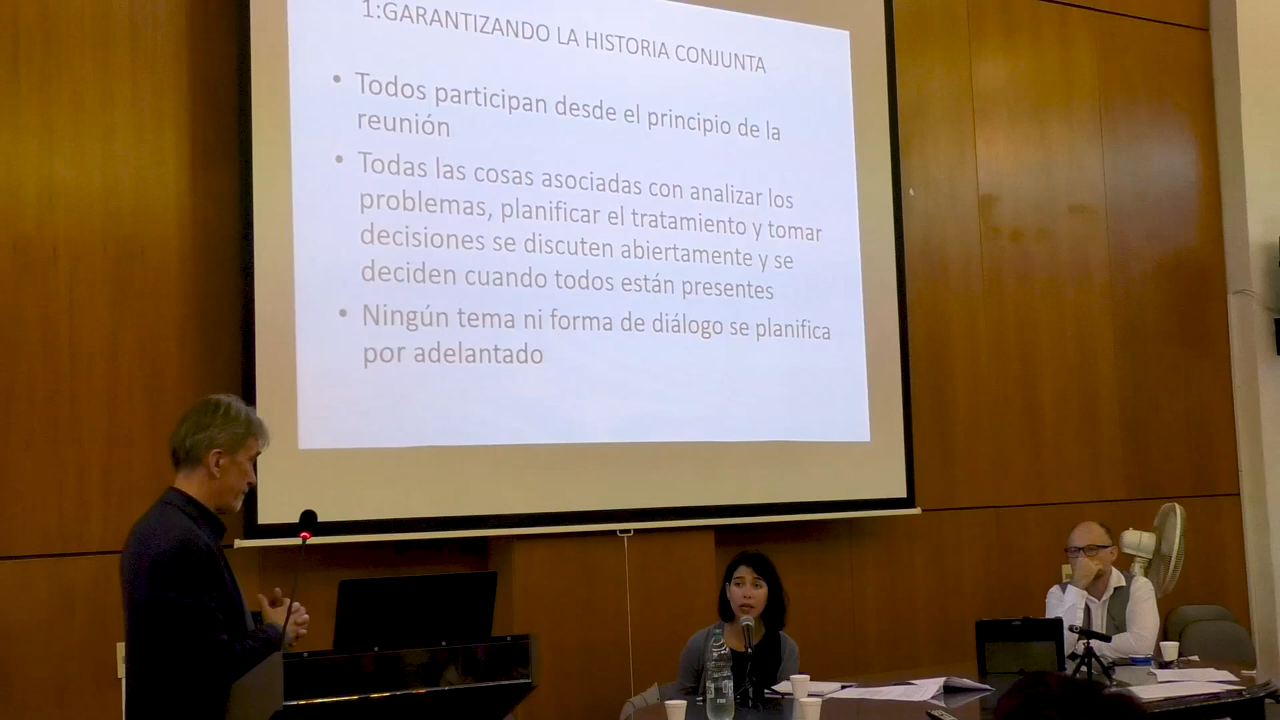 1:GARANTIZANDO LA HISTORIA CONJUNTA
• Todos participan desde el principio de la
reunión
• Todas las cosas asociadas con analizar los
problemas, planificar el tratamiento y tomar
decisiones se discuten abiertamente y se
deciden cuando todos están presentes
• Ningún tema ni forma de diálogo se planifica
por adelantado